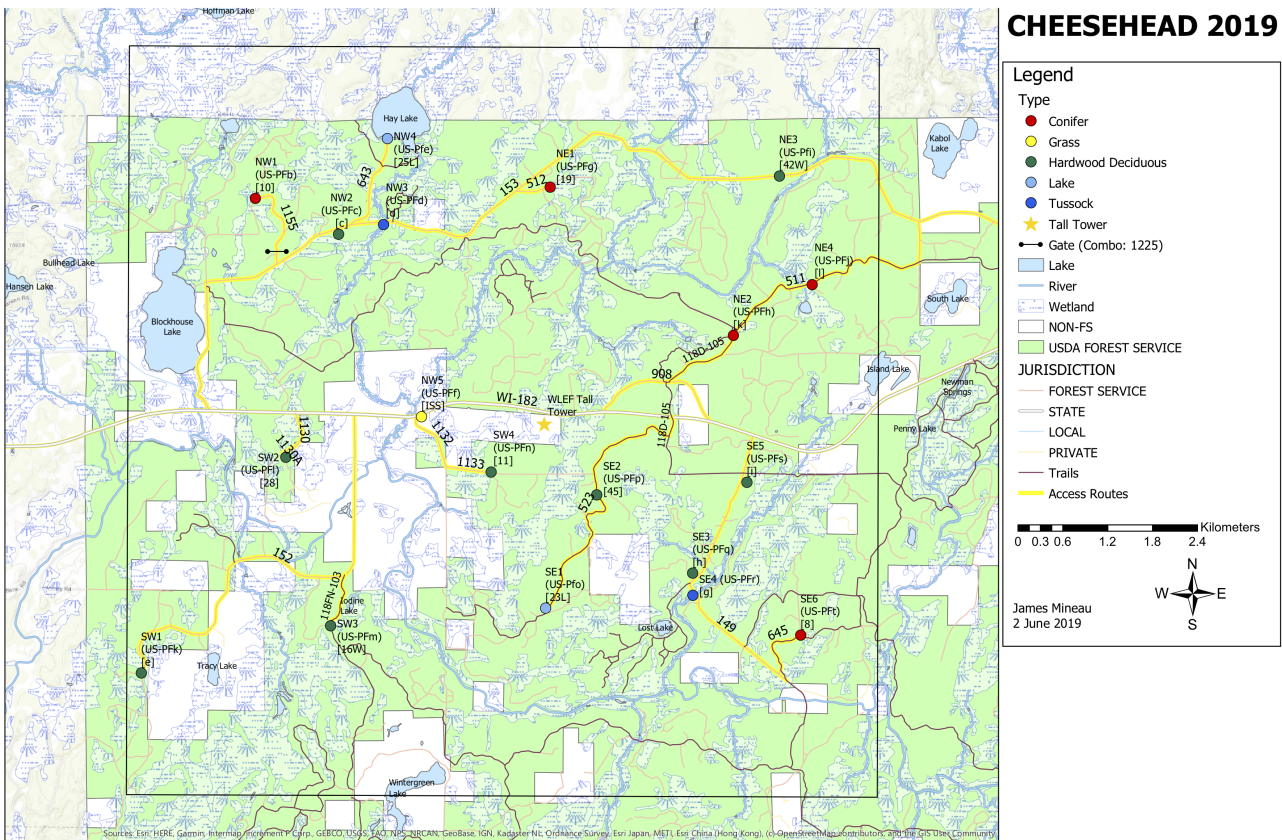 CHEESEHEAD 2019
Hoffman Lake
Hay Lake
NW4
(US-PFe)
[25L]
NW1
(US-PFb)
[10]
643
1155
NW2
(US-PFc)
[c]
NW3
(US-PFd)
[d]
NE1
(US-PFg)
[19]
153
512
NE3
(US-PFi)
[42W]
Kabol
Lake
Bullhead Lake
Hansen Lake
Blockhouse
Lake
NE4
(US-PFj)
[l]
511
NE2
(US-PFh)
[k]
118D-105
South Lake
Island Lake
Newman
Springs
Penny Lake
908
NW5
(US-PFf)
[ISS]
WI-182
WLEF Tall
Tower
118D-105
1130
1130A
1132
1133
SW2
(US-PFl)
[28]
SW4
(US-PFn)
[11]
SE2
(US-PFp)
[45]
523
SE5
(US-PFs)
[i]
152
118FN-103
Iodine
Lake
SW3
(US-PFm)
[16W]
SE1
(US-Pfo)
[23L]
SE3
(US-PFq)
[h]
SE4 (US-PFr)
[g]
Lost Lake
149
SE6
(US-PFt)
[8]
645
SW1
(US-PFk)
[e]
Tracy Lake
Wintergreen
Lake
Sources: Esri, HERE, Garmin, Intermap, increment P Corp., GEBCO, USGS, FAO, NPS, NRCAN, GeoBase, IGN, Kadaster NL, Ordnance Survey, Esri Japan, METI, Esri China (Hong Kong), (c) OpenStreetMap contributors, and the GIS User Community
Legend
Type
Conifer
Grass
Hardwood Deciduous
Lake
Tussock
Tall Tower
Gate (Combo: 1225)
Lake
River
Wetland
NON-FS
USDA FOREST SERVICE
JURISDICTION
FOREST SERVICE
STATE
LOCAL
PRIVATE
Trails
Access Routes
Kilometers
0 0.3 0.6 1.2 1.8 2.4
N
W E
S
James Mineau
2 June 2019